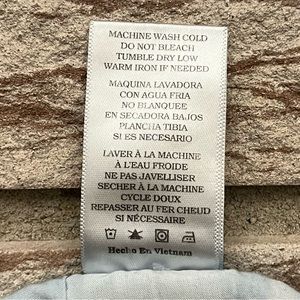 MACHINE WASH COLD
DO NOT BLEACH
TUMBLE DRY LOW
WARM IRON IF NEEDED
MAQUINA LAVADORA
CON AGUA FRIA
NO BLANQUEE
EN SECADORA BAJOS
PLANCHA TIBIA
SI ES NECESARIO
LAVER À LA MACHINE
À L'EAU FROIDE
NE PAS JAVELLISER
SECHER À LA MACHINE
CYCLE DOUX
REPASSER AU FER CHEUD
SI NÉCESSAIRE
Hecho En Vietnam